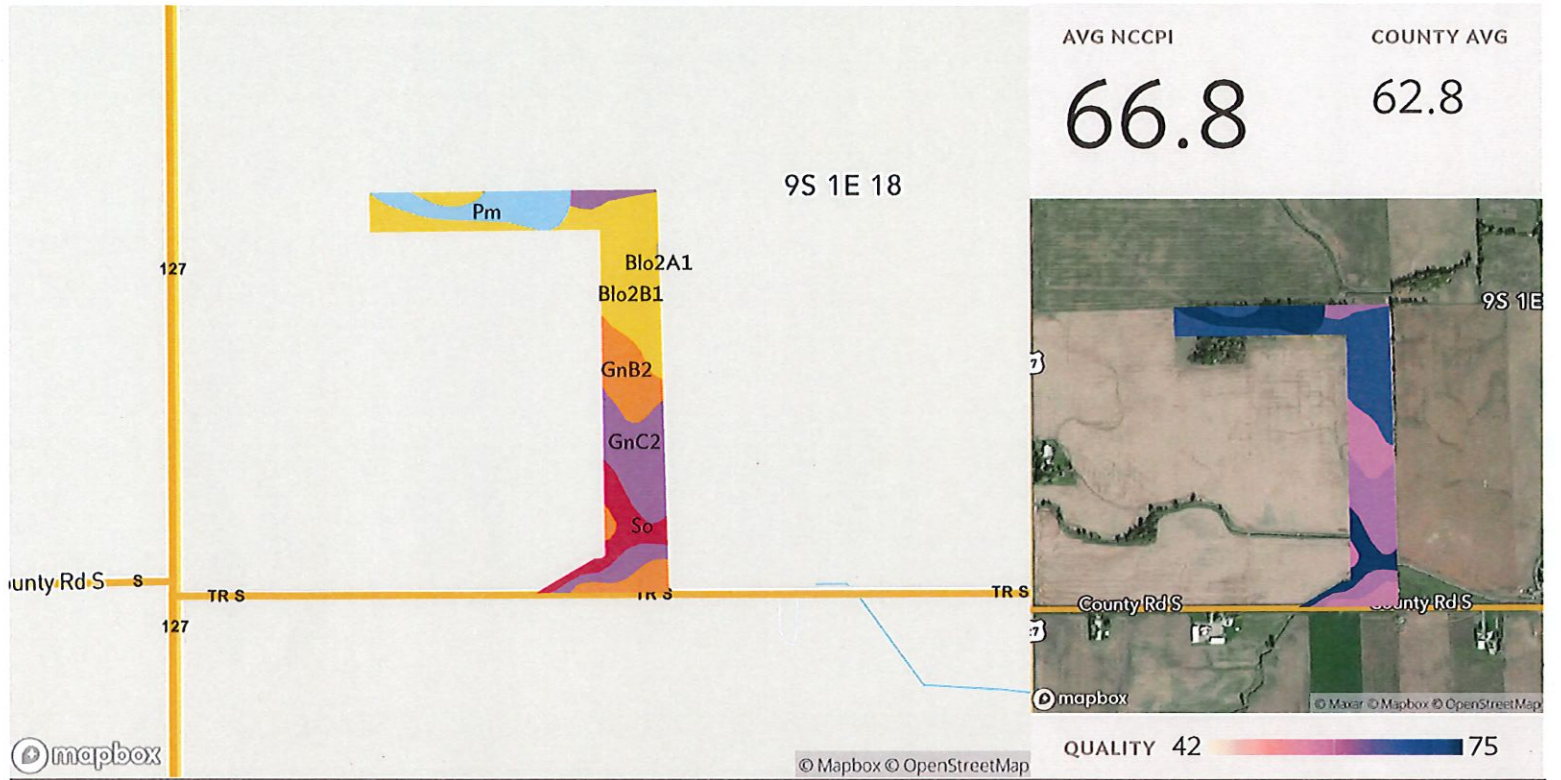 AVG NCCPI
COUNTY AVG
66.8
62.8
9S 1E 18
Pm
127
Blo2A1
Blo2B1
GnB2
GnC2
So
ounty Rd S
S
TR S
TR S
TR S
127
mapbox
© Mapbox © OpenStreetMap
9S 1E
7
County Rd S
County Rd S
mapbox
© Maxar © Mapbox © OpenStreetMap
QUALITY 42
75